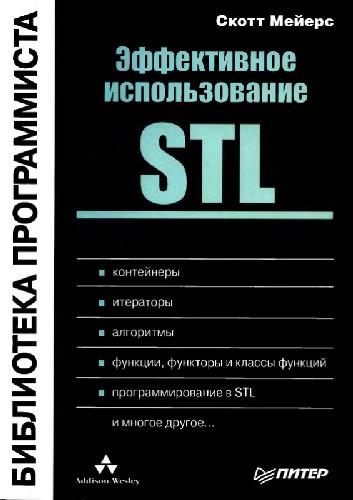 Скотт Мейерс
БИБЛИОТЕКА ПРОГРАММИСТА
Эффективное
использование
STL
контейнеры
итераторы
алгоритмы
функции, функторы и классы функций
программирование в STL
и многое другое...
Addison-Wesley
ПИТЕР